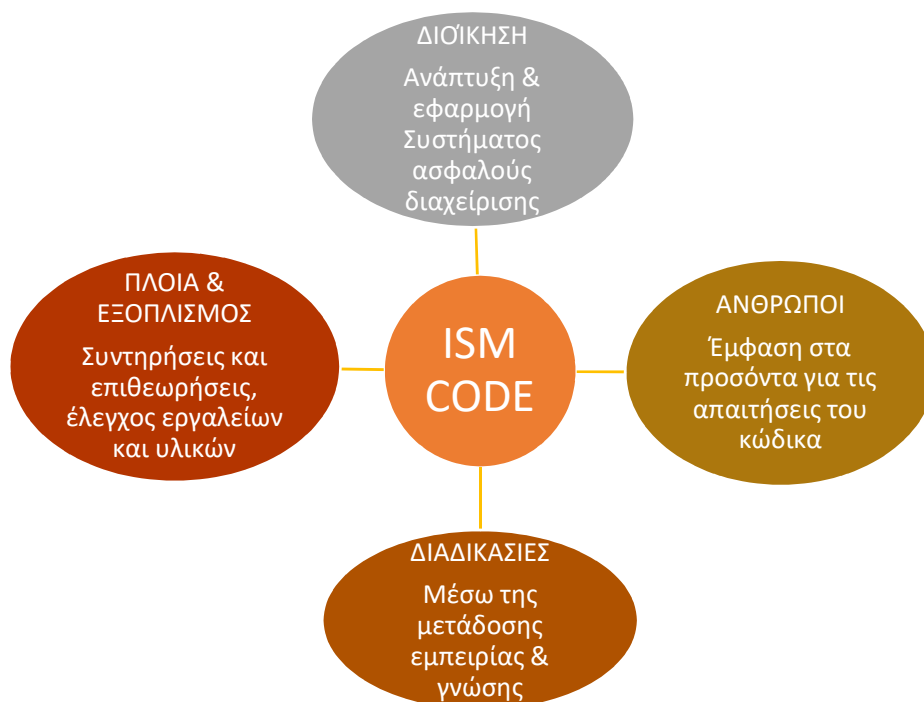 ΔΙΟΊΚΗΣΗ
Ανάπτυξη &
εφαρμογή
Συστήματος
ασφαλούς
διαχείρισης
ΠΛΟΙΑ &
ΕΞΟΠΛΙΣΜΟΣ
Συντηρήσεις και
επιθεωρήσεις,
έλεγχος εργαλείων
και υλικών
ISM
CODE
ΑΝΘΡΩΠΟΙ
Έμφαση στα
προσόντα για τις
απαιτήσεις του
κώδικα
ΔΙΑΔΙΚΑΣΙΕΣ
Μέσω της
μετάδοσης
εμπειρίας &
γνώσης